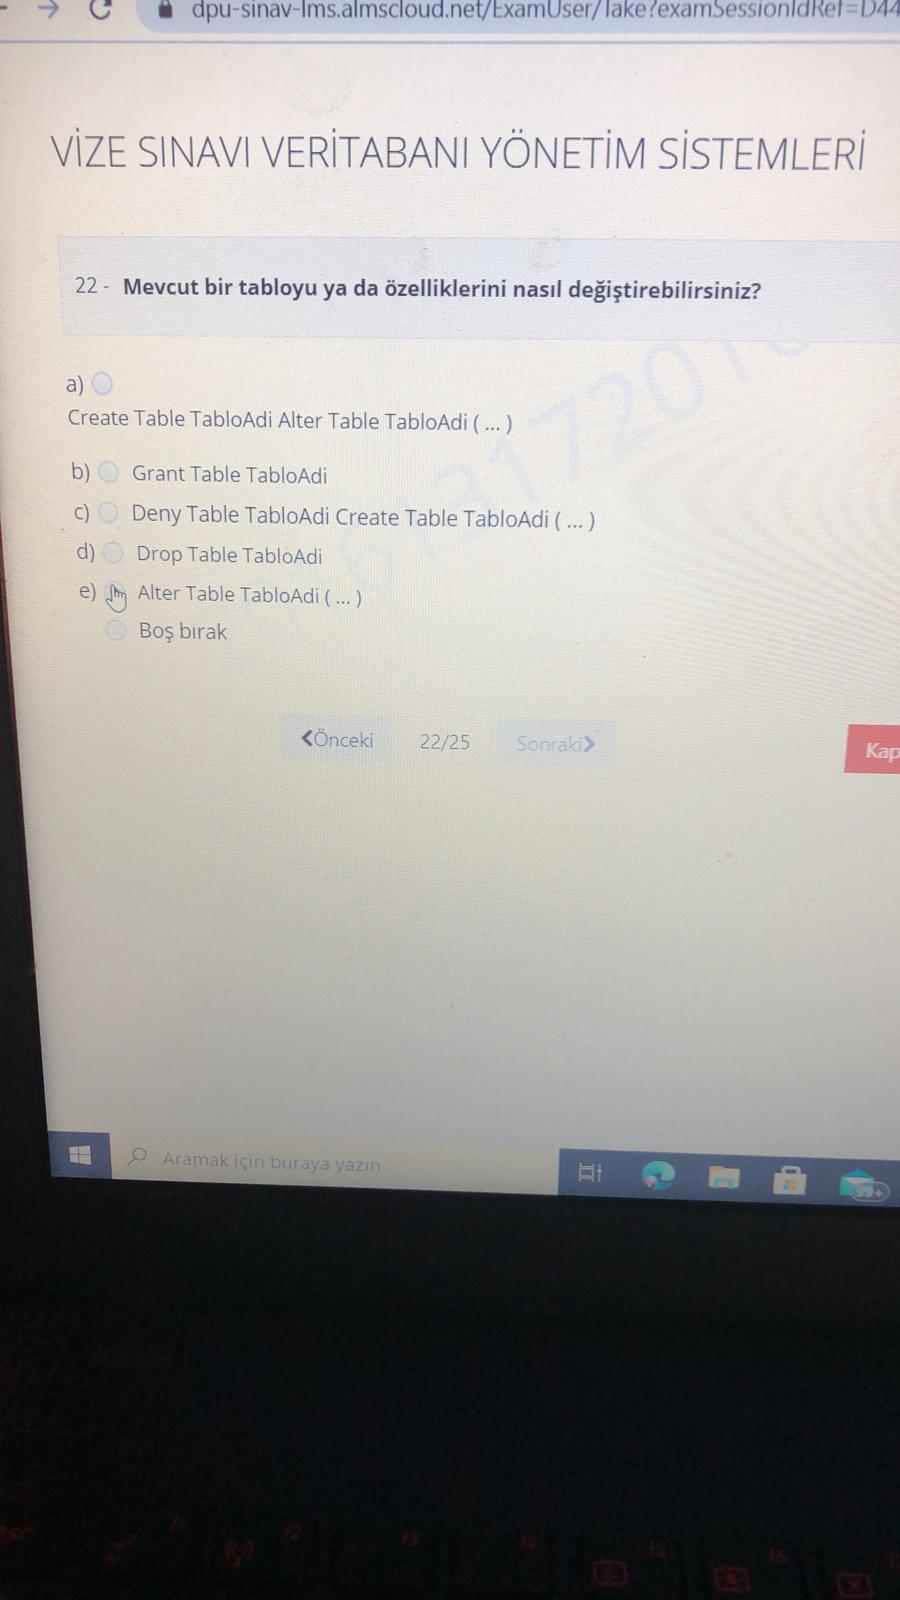 dpu-sinav-lms.almscloud.net/ExamUser/Take?examSessionIdRef=D44
VİZE SINAVI VERİTABANI YÖNETİM SİSTEMLERİ
22 - Mevcut bir tabloyu ya da özelliklerini nasıl değiştirebilirsiniz?
a)
Create Table TabloAdi Alter Table TabloAdi ( ... )
b) Grant Table TabloAdi
c) Deny Table TabloAdi Create Table TabloAdi ( ... )
d) Drop Table TabloAdi
e) Alter Table TabloAdi ( ... )
Boş bırak
Önceki 22/25 Sonraki
Kap
Aramak için buraya yazın
99+